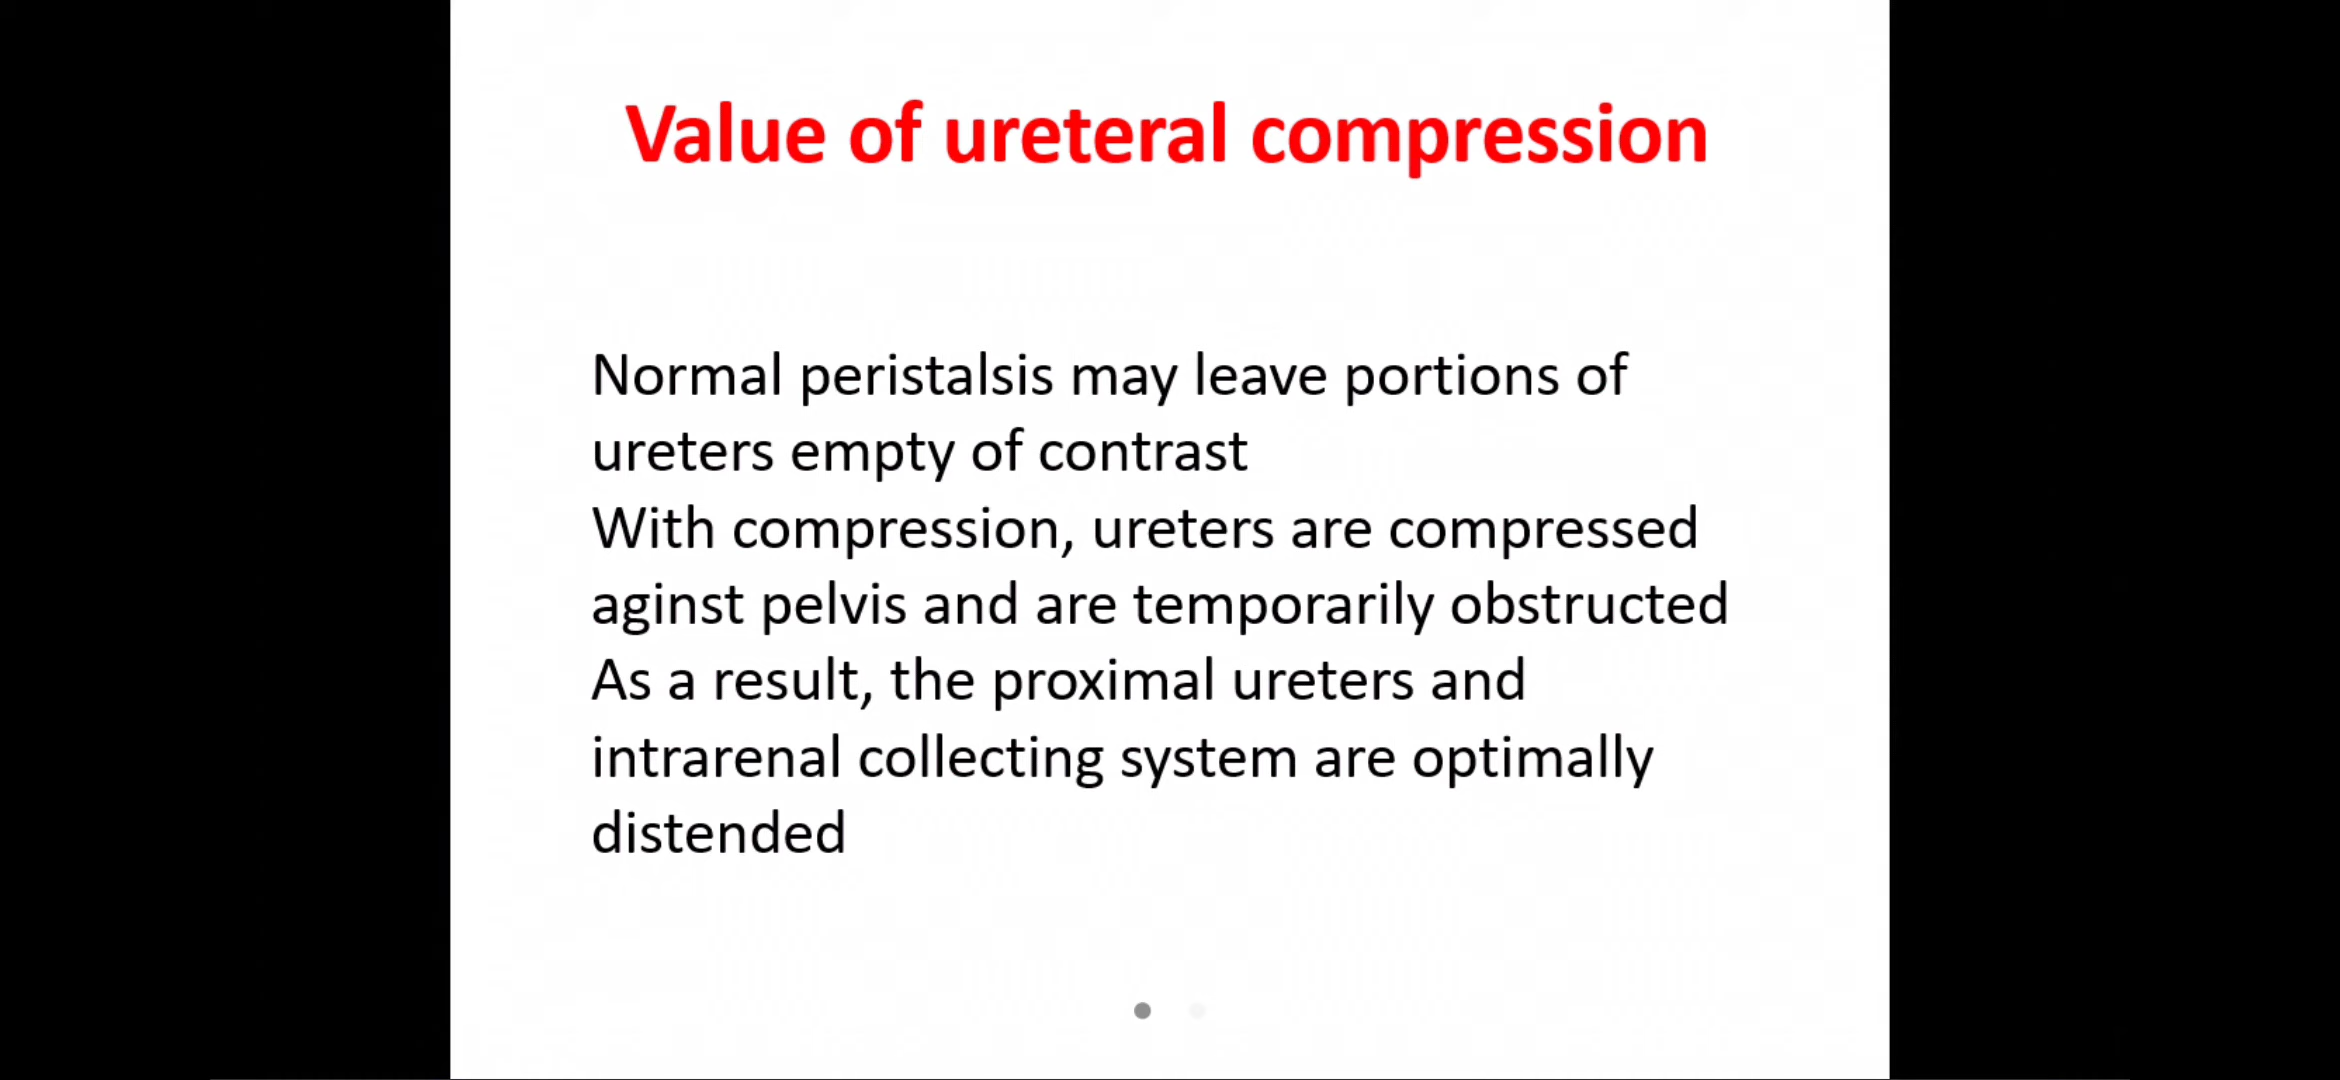 Value of ureteral compression
Normal peristalsis may leave portions of
ureters empty of contrast
With compression, ureters are compressed
aginst pelvis and are temporarily obstructed
As a result, the proximal ureters and
intrarenal collecting system are optimally
distended